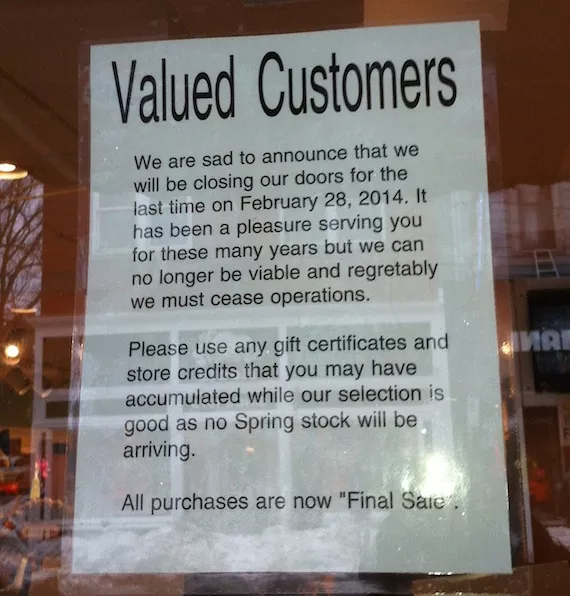 Valued Customers
We are sad to announce that we
will be closing our doors for the
last time on February 28, 2014. It
has been a pleasure serving you
for these many years but we can
no longer be viable and regretably
we must cease operations.
Please use any gift certificates and
store credits that you may have
accumulated while our selection is
good as no Spring stock will be
arriving.
All purchases are now "Final Sale".